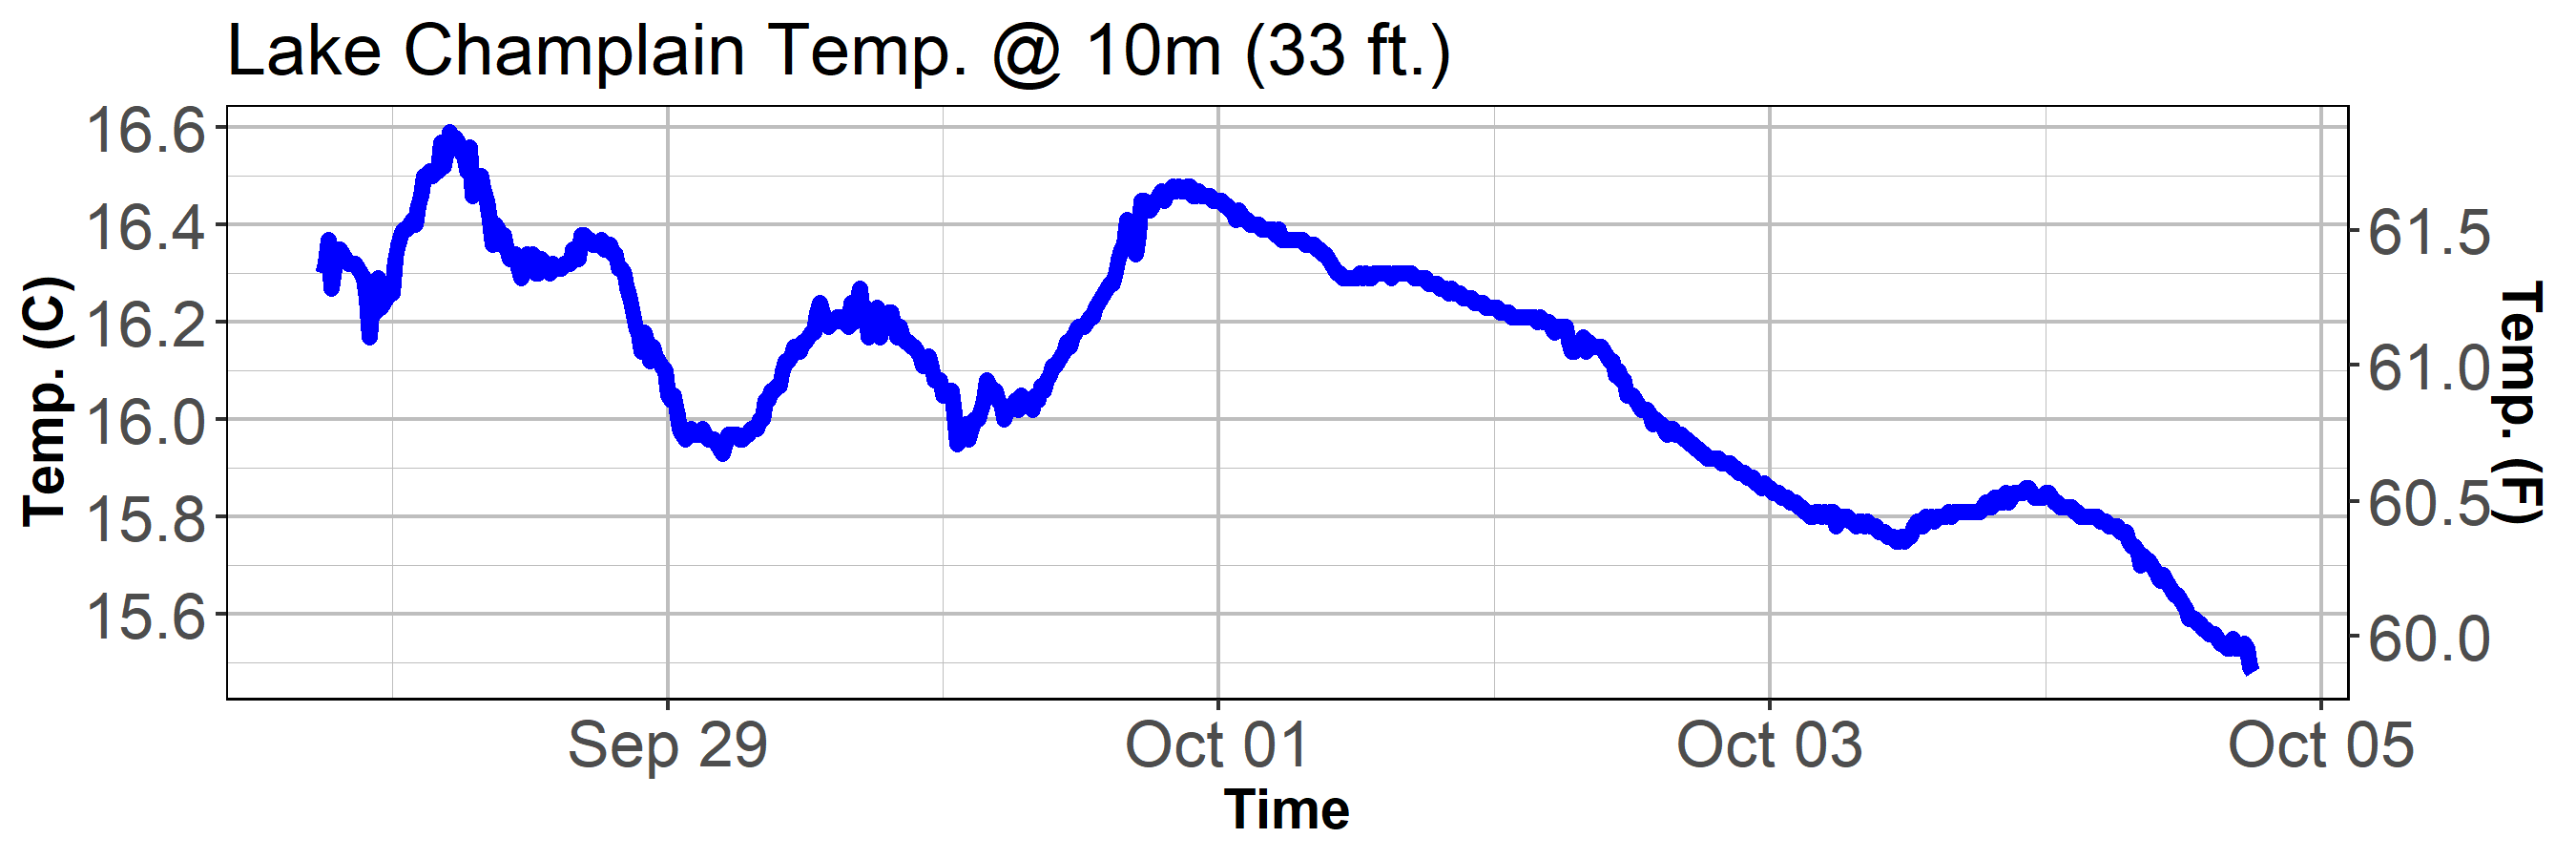 Lake Champlain Temp. @ 10m (33 ft.)
Temp. (C)
16.6
16.4
16.2
16.0
15.8
15.6
61.5
61.0
60.5
60.0
Temp. (F)
Sep 29 Oct 01 Oct 03 Oct 05
Time